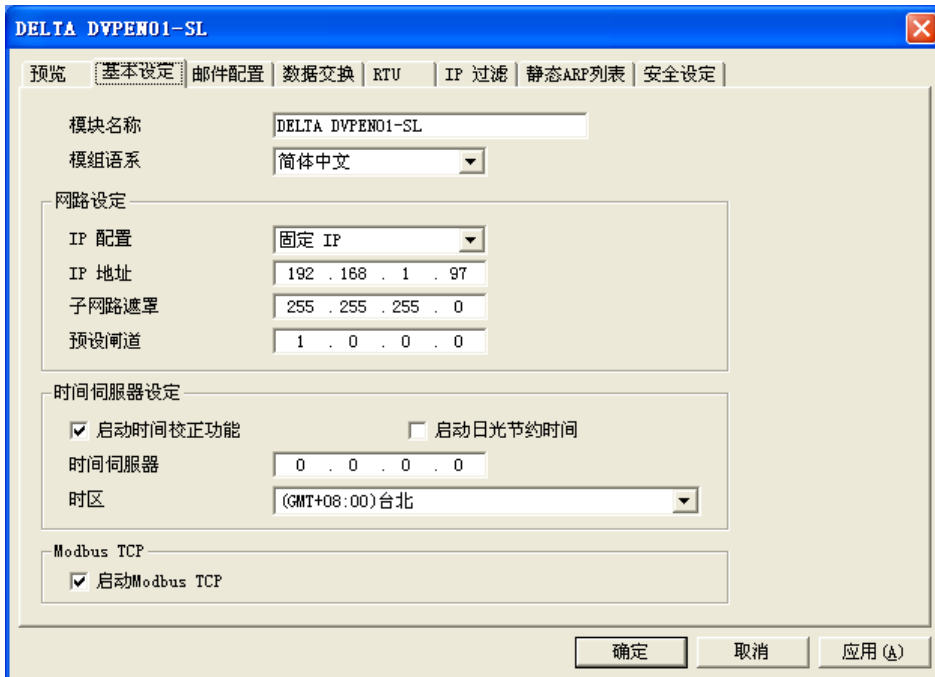 DELTA DVPEN01-SL
预览 基本设定 邮件配置 数据交换 RTU IP 过滤 静态ARP列表 安全设定
模块名称 DELTA DVPEN01-SL
模组语系 简体中文
网路设定
IP 配置 固定 IP
IP 地址 192 . 168 . 1 . 97
子网路遮罩 255 . 255 . 255 . 0
预设闸道 1 . 0 . 0 . 0
时间伺服器设定
启动时间校正功能 启动日光节约时间
时间伺服器 0 . 0 . 0 . 0
时区 (GMT+08:00)台北
Modbus TCP
启动Modbus TCP
确定 取消 应用(A)